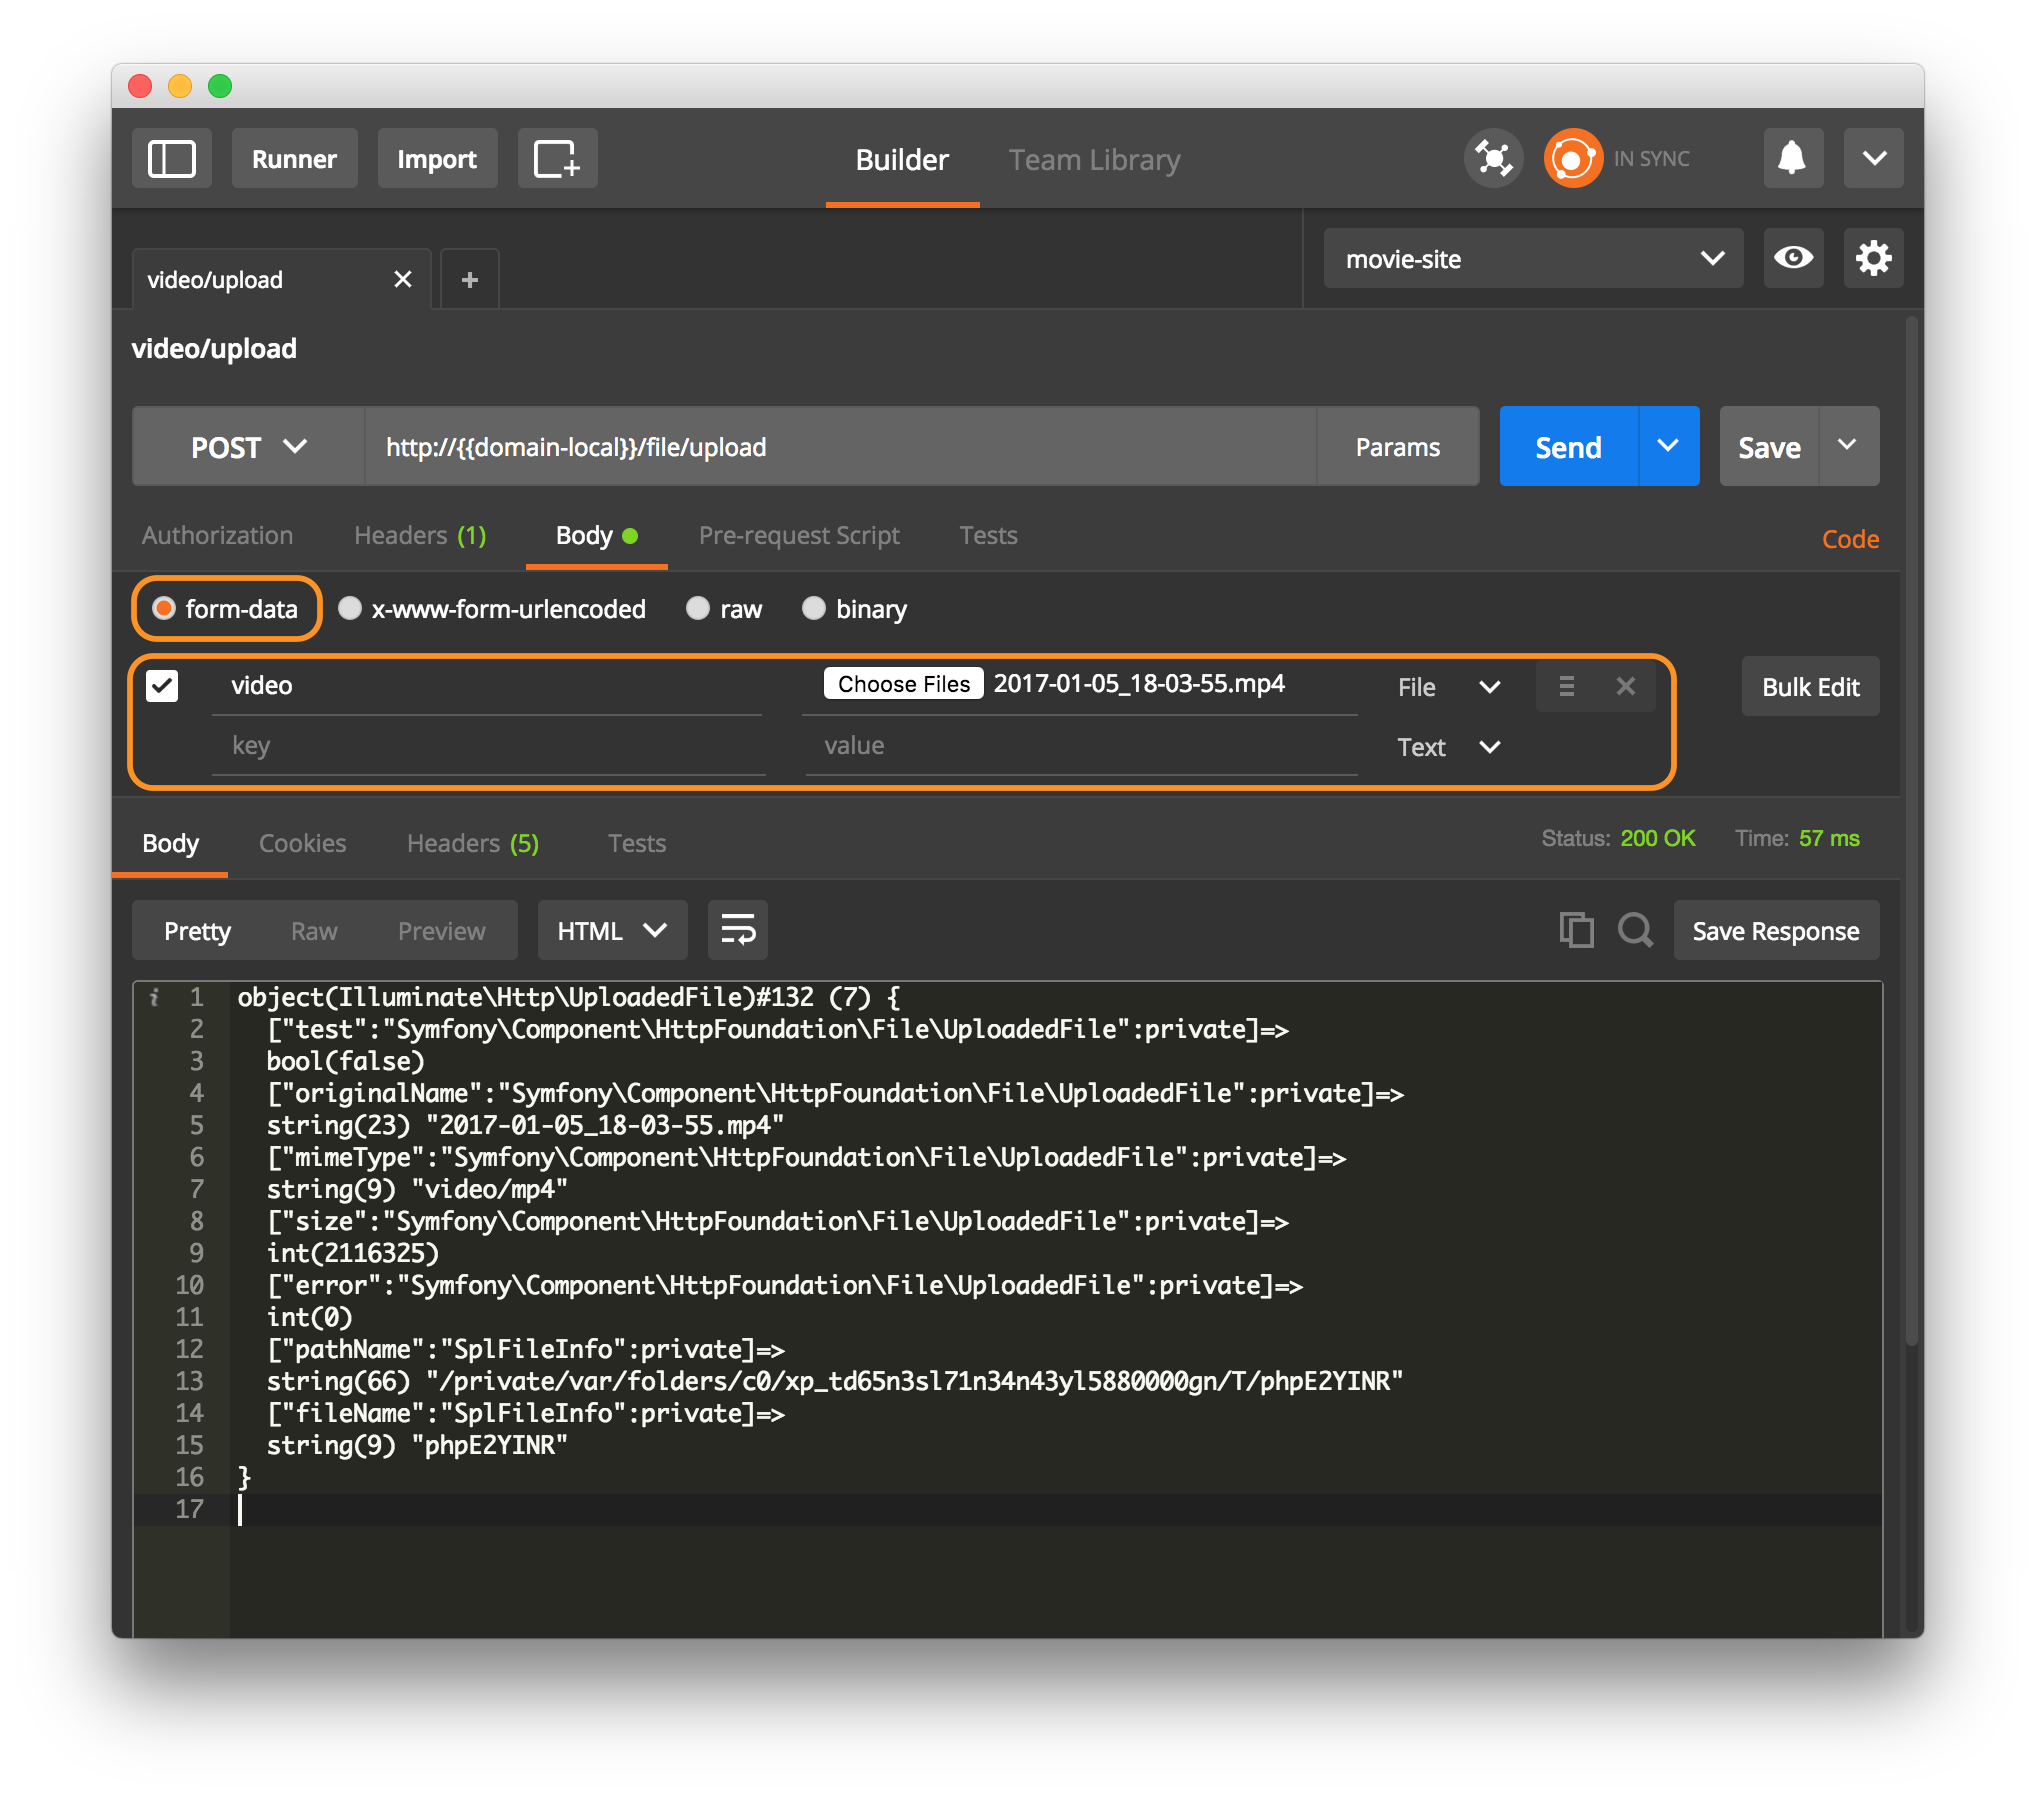 Runner Import Builder Team Library IN SYNC
video/upload + movie-site
video/upload
POST http://{{domain-local}}/file/upload Params Send Save
Authorization Headers (1) Body Pre-request Script Tests Code
form-data x-www-form-urlencoded raw binary
video Choose Files 2017-01-05_18-03-55.mp4 File Bulk Edit
key value Text
Body Cookies Headers (5) Tests Status: 200 OK Time: 57 ms
Pretty Raw Preview HTML Save Response
i 1 object(Illuminate\Http\UploadedFile)#132 (7) {
2 ["test":"Symfony\Component\HttpFoundation\File\UploadedFile":private]=>
3 bool(false)
4 ["originalName":"Symfony\Component\HttpFoundation\File\UploadedFile":private]=>
5 string(23) "2017-01-05_18-03-55.mp4"
6 ["mimeType":"Symfony\Component\HttpFoundation\File\UploadedFile":private]=>
7 string(9) "video/mp4"
8 ["size":"Symfony\Component\HttpFoundation\File\UploadedFile":private]=>
9 int(2116325)
10 ["error":"Symfony\Component\HttpFoundation\File\UploadedFile":private]=>
11 int(0)
12 ["pathName":"SplFileInfo":private]=>
13 string(66) "/private/var/folders/c0/xp_td65n3sl71n34n43yl5880000gn/T/phpE2YINR"
14 ["fileName":"SplFileInfo":private]=>
15 string(9) "phpE2YINR"
16 }
17